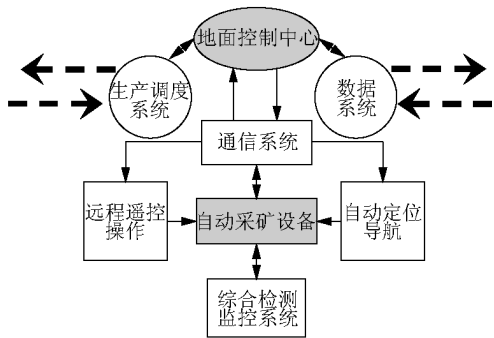 地面控制中心
生产调度
系统
数据
系统
通信系统
远程遥控
操作
自动采矿设备
自动定位
导航
综合检测
监控系统